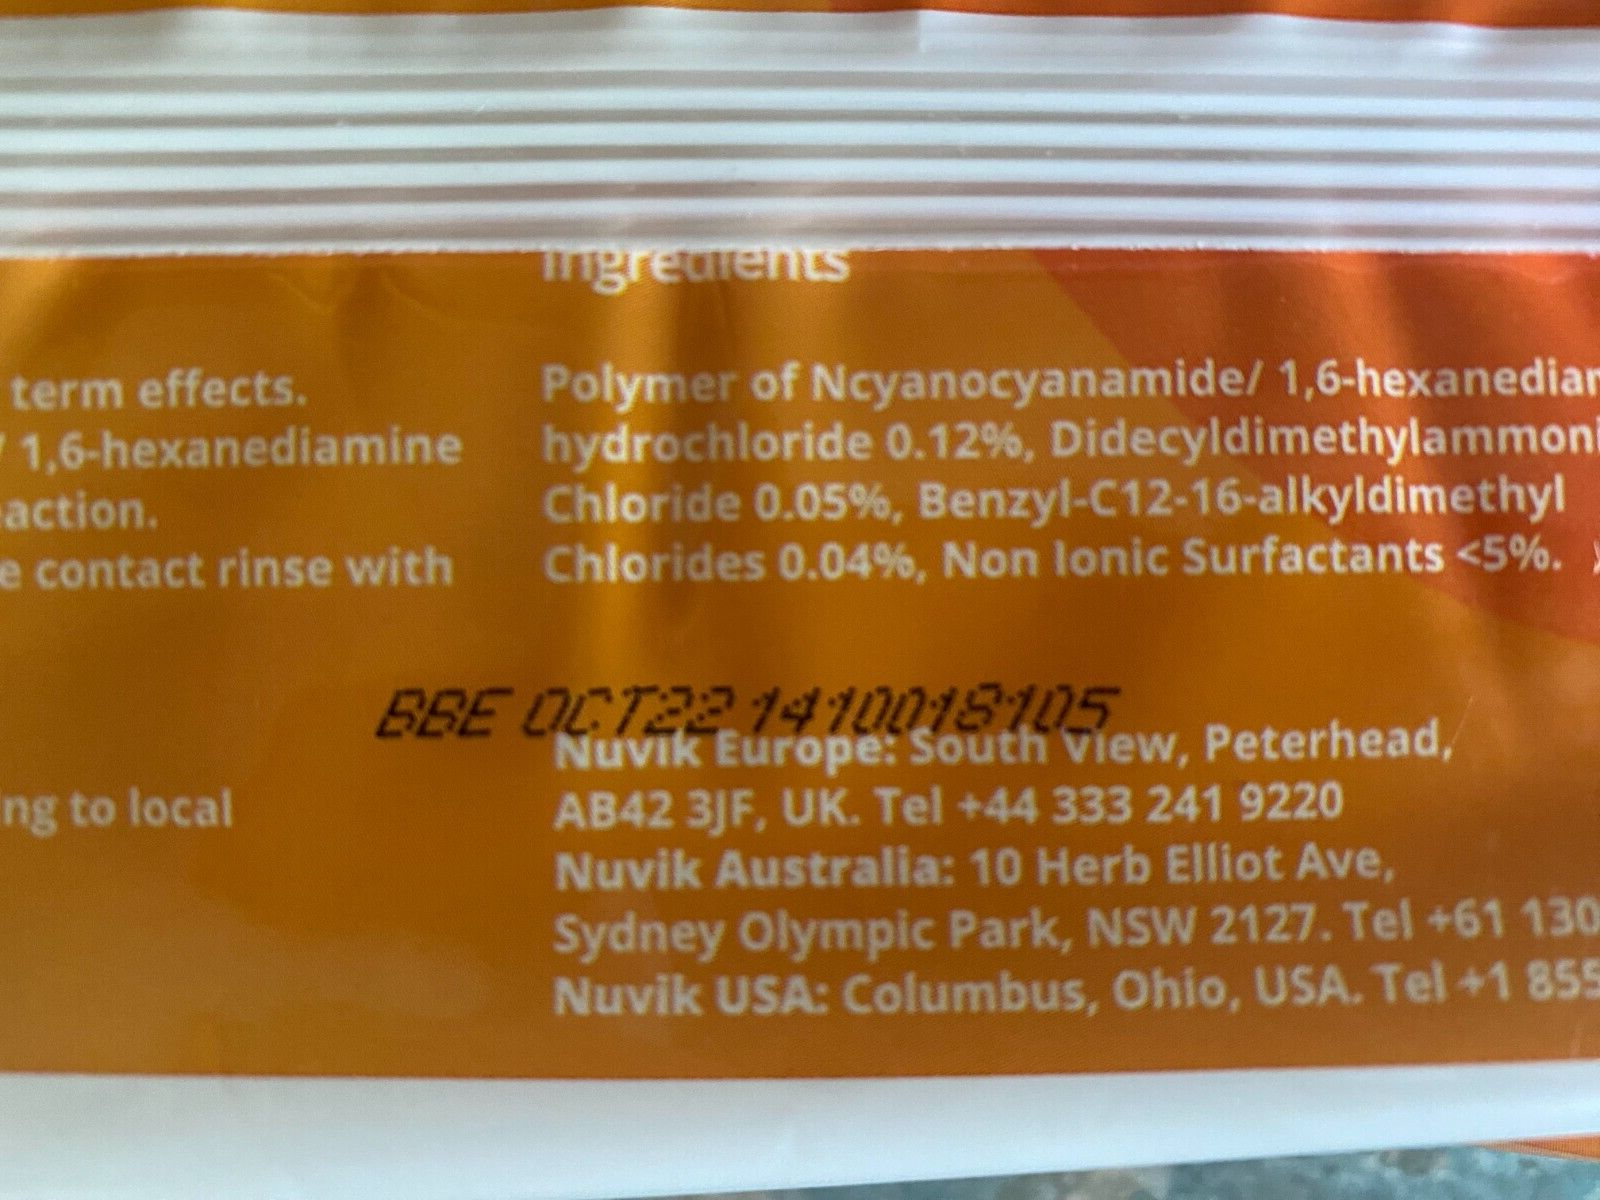 Ingredients
term effects.
/ 1,6-hexanediamine
eaction.
e contact rinse with
ing to local
Polymer of Ncyanocyanamide/ 1,6-hexanediam
hydrochloride 0.12%, Didecyldimethylammoni
Chloride 0.05%, Benzyl-C12-16-alkyldimethyl
Chlorides 0.04%, Non Ionic Surfactants <5%.
BBE OCT22 1410018105
Nuvik Europe: South View, Peterhead,
AB42 3JF, UK. Tel +44 333 241 9220
Nuvik Australia: 10 Herb Elliot Ave,
Sydney Olympic Park, NSW 2127. Tel +61 130
Nuvik USA: Columbus, Ohio, USA. Tel +1 855